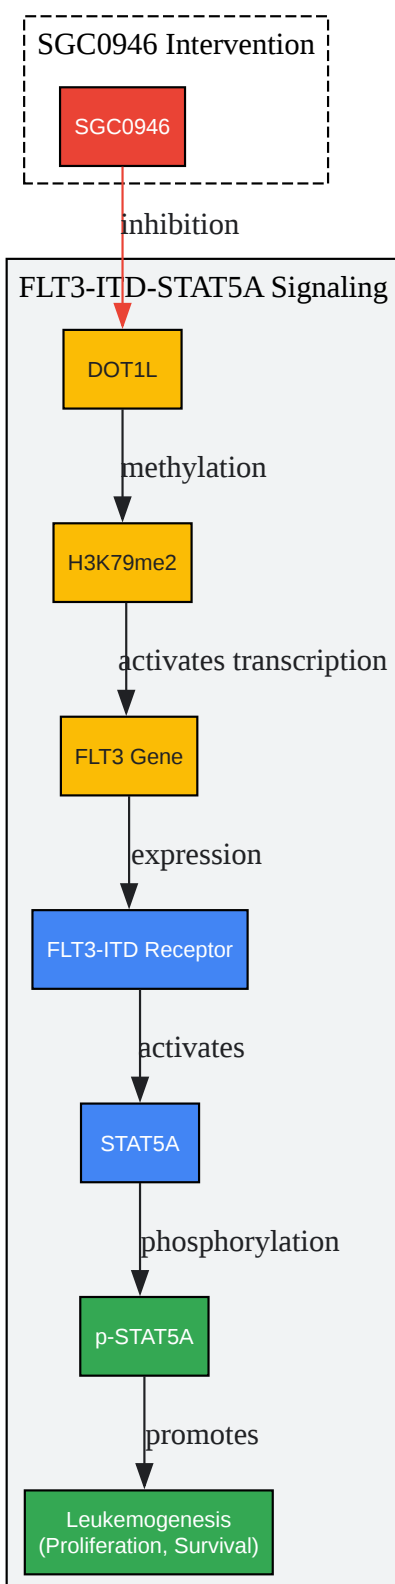 SGC0946 Intervention
SGC0946
inhibition
FLT3-ITD-STAT5A Signaling
DOT1L
methylation
H3K79me2
activates transcription
FLT3 Gene
expression
FLT3-ITD Receptor
activates
STAT5A
phosphorylation
p-STAT5A
promotes
Leukemogenesis
(Proliferation, Survival)